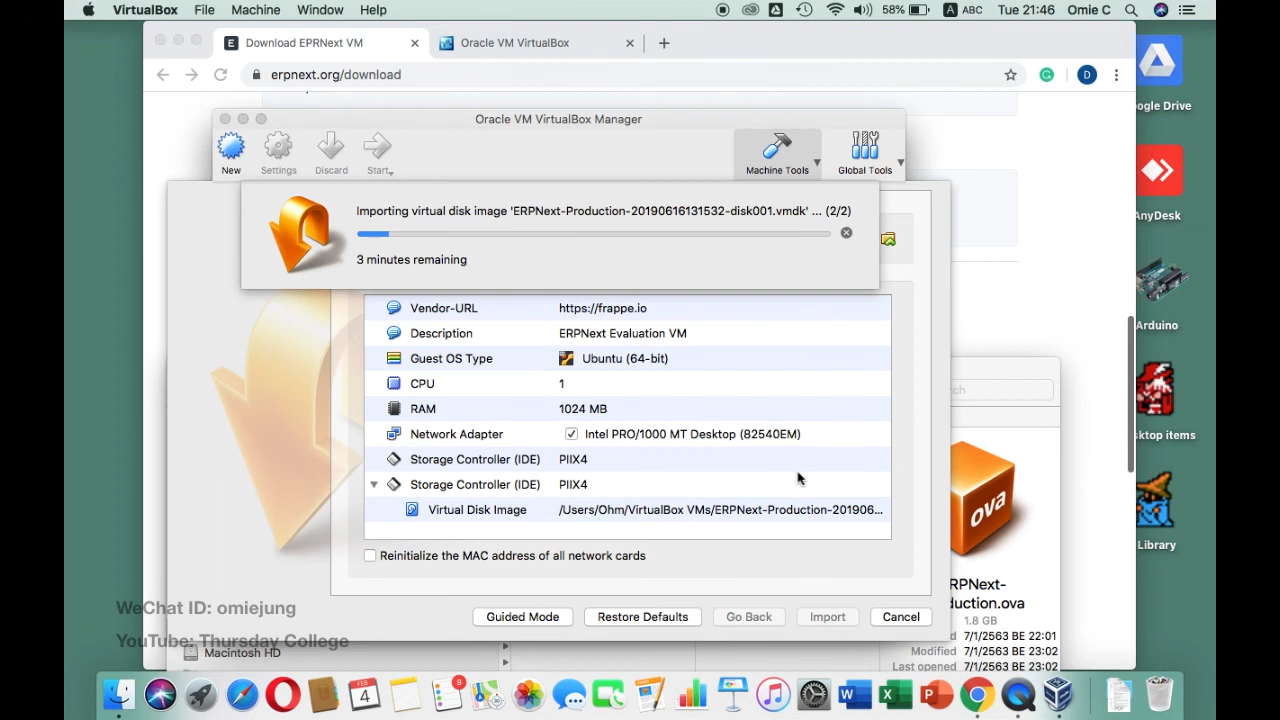 VirtualBox File Machine Window Help 58% A ABC Tue 21:46 Omie C
E Download EPRNext VM Oracle VM VirtualBox
erpnext.org/download D
ogle Drive
Oracle VM VirtualBox Manager
New Settings Discard Start Machine Tools Global Tools
Importing virtual disk image 'ERPNext-Production-20190616131532-disk001.vmdk' ... (2/2)
AnyDesk
3 minutes remaining
Vendor-URL https://frappe.io
Description ERPNext Evaluation VM
Arduino
Guest OS Type Ubuntu (64-bit)
CPU 1
rch
RAM 1024 MB
Network Adapter Intel PRO/1000 MT Desktop (82540EM)
sktop items
Storage Controller (IDE) PIIX4
Storage Controller (IDE) PIIX4
Virtual Disk Image /Users/Ohm/VirtualBox VMs/ERPNext-Production-201906...
ova
Library
Reinitialize the MAC address of all network cards
ERPNext-
duction.ova
WeChat ID: omiejung
Guided Mode Restore Defaults Go Back Import Cancel
1.8 GB
7/1/2563 BE 22:01
YouTube: Thursday College
Macintosh HD
Modified 7/1/2563 BE 23:02
Last opened 7/1/2563 BE 23:02
FEB
4
9
W X P